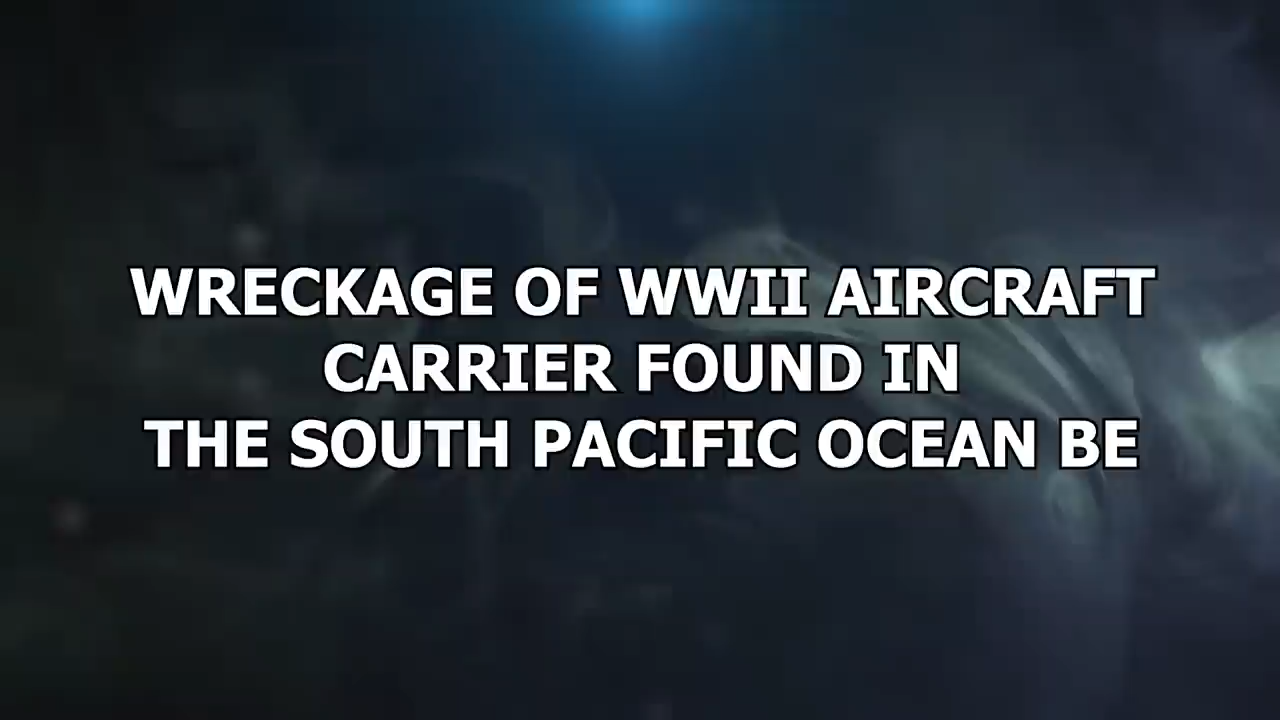 WRECKAGE OF WWII AIRCRAFT
CARRIER FOUND IN
THE SOUTH PACIFIC OCEAN BE